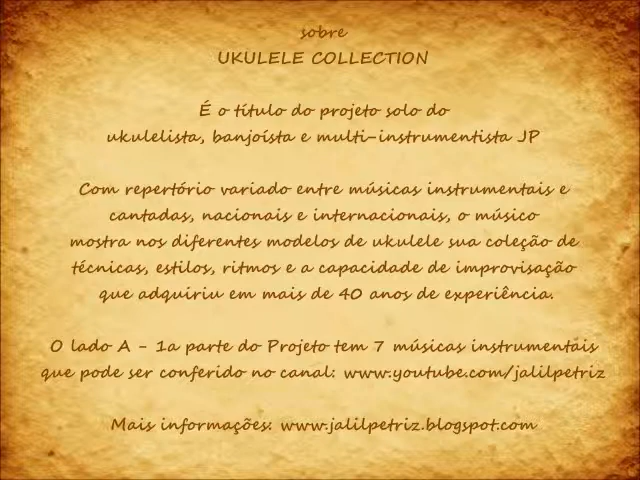 sobre
UKULELE COLLECTION
É o título do projeto solo do
ukulelista, banjoísta e multi-instrumentista JP
Com repertório variado entre músicas instrumentais e
cantadas, nacionais e internacionais, o músico
mostra nos diferentes modelos de ukulele sua coleção de
técnicas, estilos, ritmos e a capacidade de improvisação
que adquiriu em mais de 40 anos de experiência.
O lado A - 1a parte do Projeto tem 7 músicas instrumentais
que pode ser conferido no canal: www.youtube.com/jalilpetriz
Mais informações: www.jalilpetriz.blogspot.com